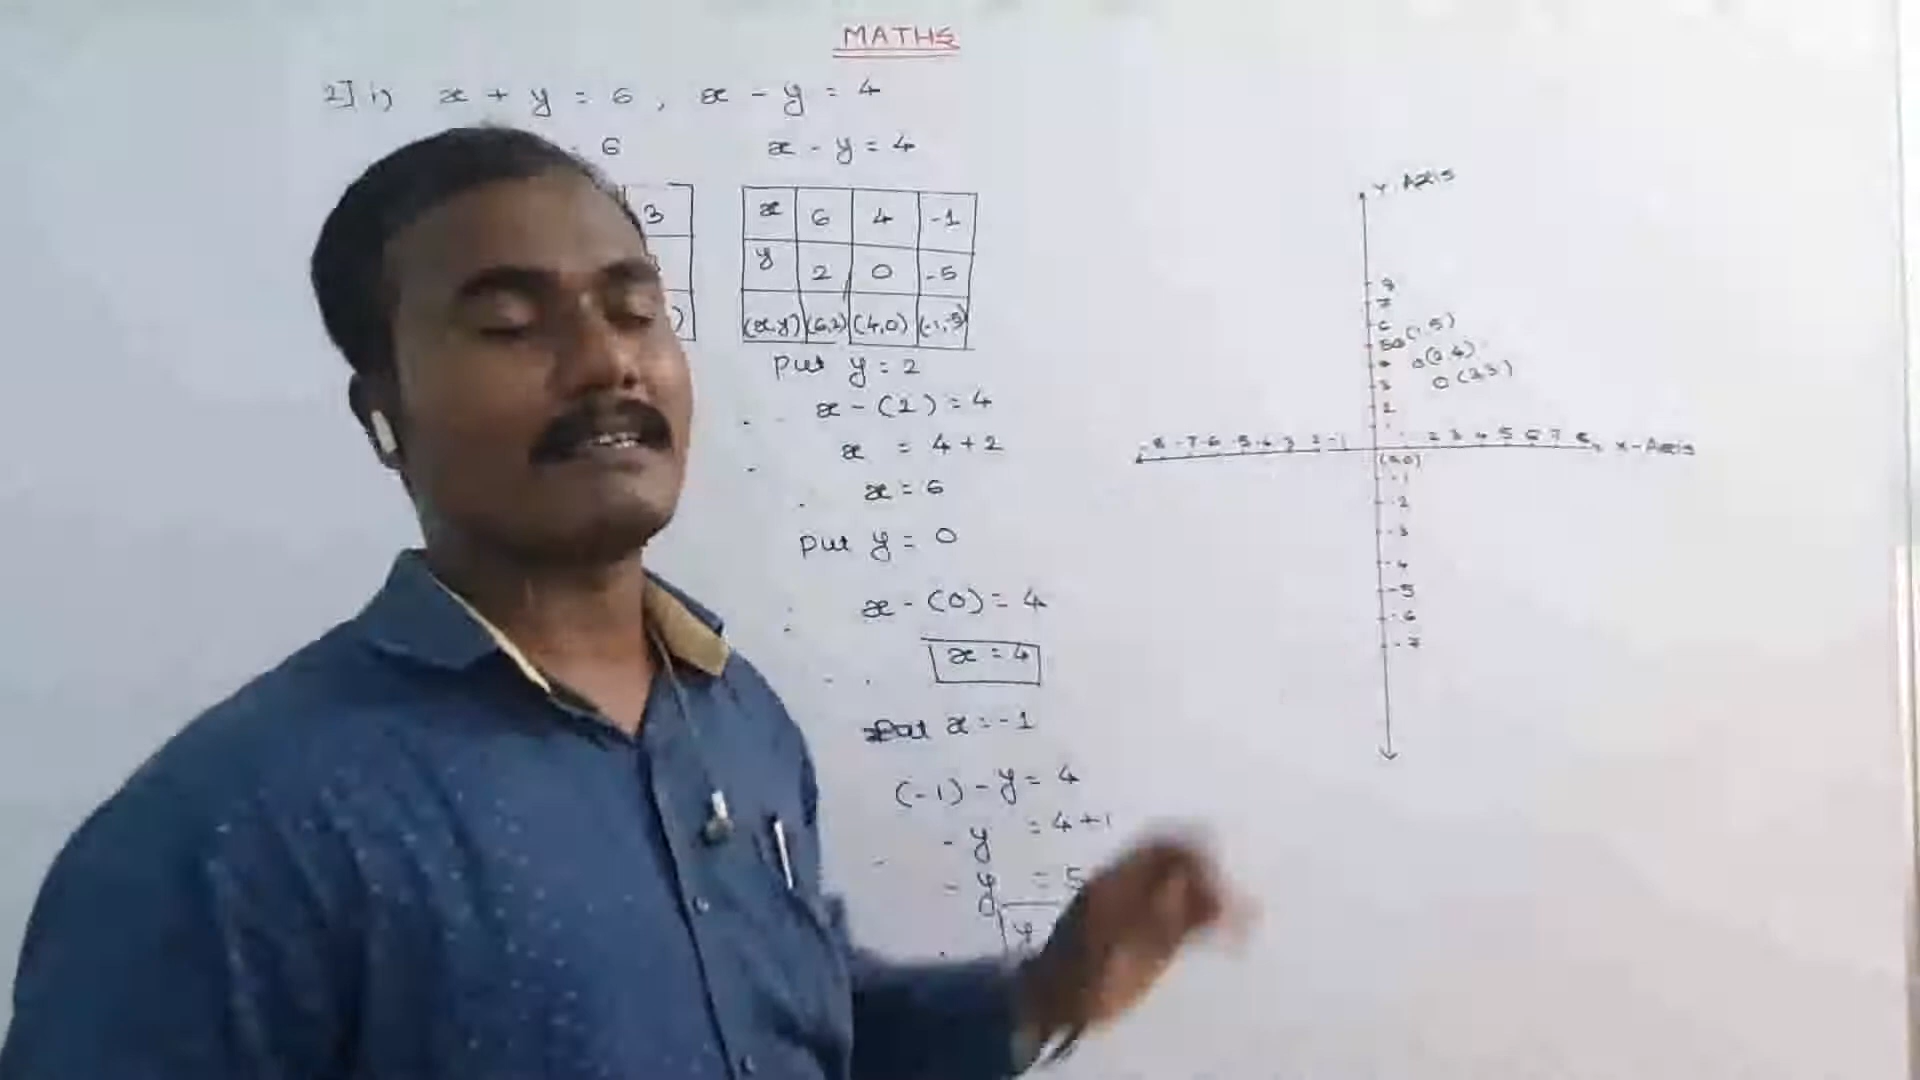 MATHS
2] i) x + y = 6, x - y = 4
= 6
x - y = 4
3
x 6 4 -1
y 2 0 -5
(x,y) (6,2) (4,0) (-1,-5)
Put y = 2
x - (2) = 4
x = 4 + 2
x = 6
Put y = 0
x - (0) = 4
x = 4
Put x = -1
(-1) - y = 4
- y = 4 + 1
- y = 5
y
Y-Axis
8
7
6
5 (1,5)
4 (2,4)
3 (3,3)
2
-8 -7 -6 -5 -4 -3 -2 -1 2 3 4 5 6 7 8 X-Axis
(0,0)
-1
-2
-3
-4
-5
-6
-7